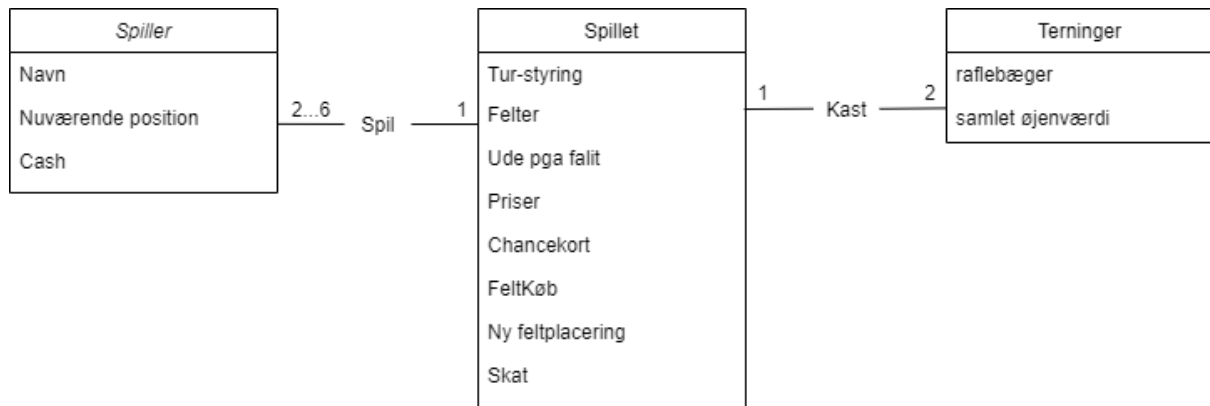 Spiller
Navn
Nuværende position
Cash
2...6
Spil
1
Spillet
Tur-styring
Felter
Ude pga falit
Priser
Chancekort
FeltKøb
Ny feltplacering
Skat
1
Kast
2
Terninger
raflebæger
samlet øjenværdi